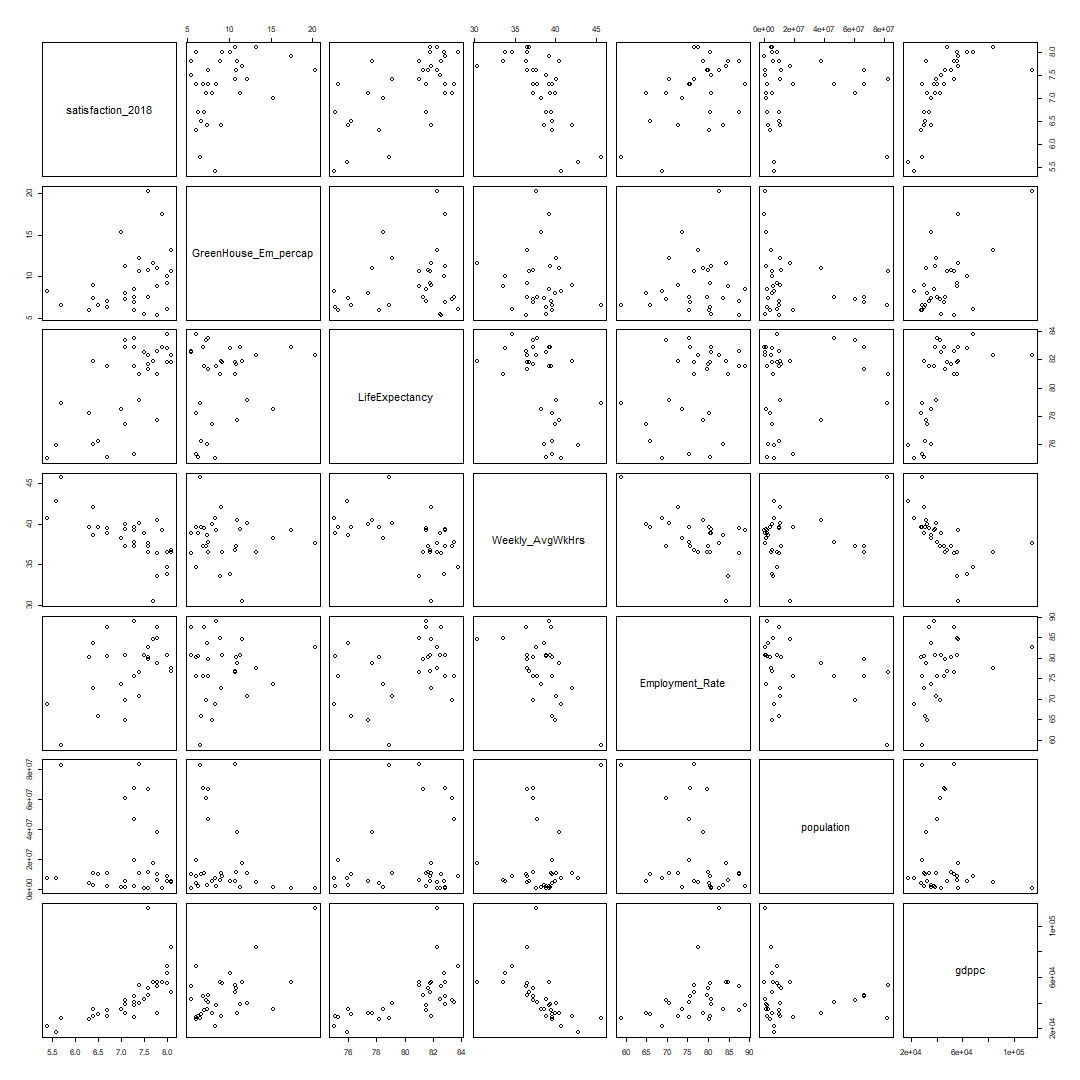 5 10 15 20 30 35 40 45 0e+00 2e+07 4e+07 6e+07 8e+07
satisfaction_2018
5.5 6.0 6.5 7.0 7.5 8.0
5 10 15 20
GreenHouse_Em_percap
LifeExpectancy
76 78 80 82 84
30 35 40 45
Weekly_AvgWkHrs
Employment_Rate
60 65 70 75 80 85 90
0e+00 2e+07 4e+07 6e+07 8e+07
population
gdppc
2e+04 6e+04 1e+05
5.5 6.0 6.5 7.0 7.5 8.0 76 78 80 82 84 60 65 70 75 80 85 90 2e+04 6e+04 1e+05